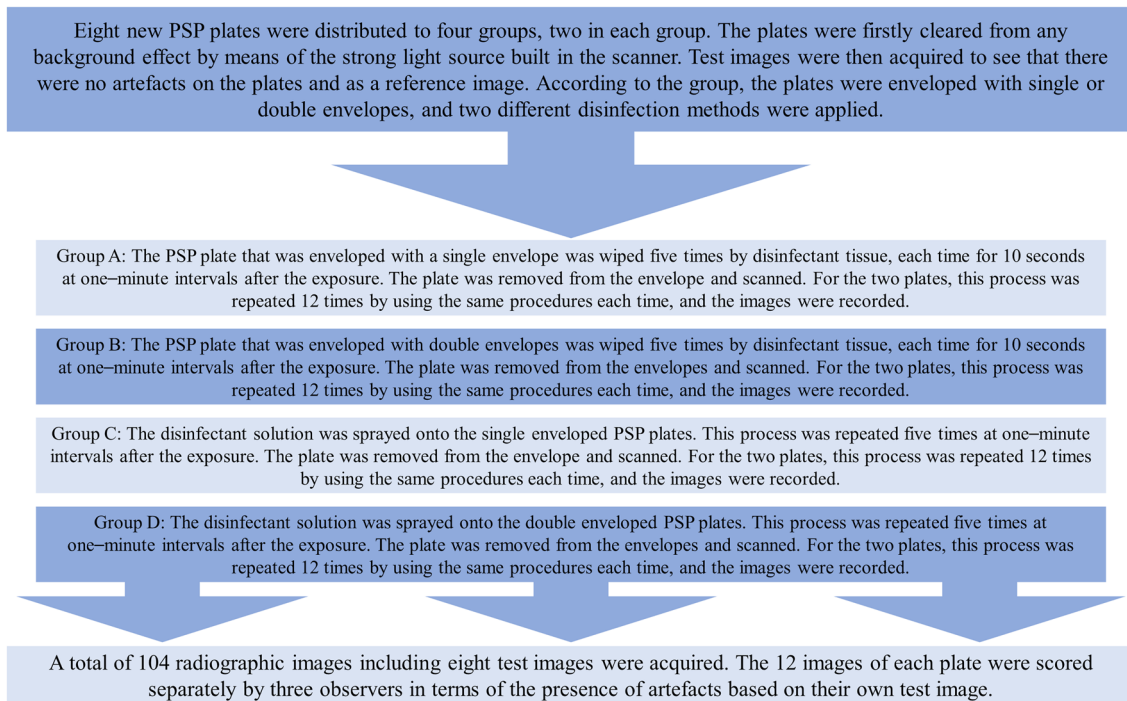 Eight new PSP plates were distributed to four groups, two in each group. The plates were firstly cleared from any
background effect by means of the strong light source built in the scanner. Test images were then acquired to see that there
were no artefacts on the plates and as a reference image. According to the group, the plates were enveloped with single or
double envelopes, and two different disinfection methods were applied.
Group A: The PSP plate that was enveloped with a single envelope was wiped five times by disinfectant tissue, each time for 10 seconds
at one–minute intervals after the exposure. The plate was removed from the envelope and scanned. For the two plates, this process was
repeated 12 times by using the same procedures each time, and the images were recorded.
Group B: The PSP plate that was enveloped with double envelopes was wiped five times by disinfectant tissue, each time for 10 seconds
at one–minute intervals after the exposure. The plate was removed from the envelopes and scanned. For the two plates, this process was
repeated 12 times by using the same procedures each time, and the images were recorded.
Group C: The disinfectant solution was sprayed onto the single enveloped PSP plates. This process was repeated five times at one–minute
intervals after the exposure. The plate was removed from the envelope and scanned. For the two plates, this process was repeated 12 times
by using the same procedures each time, and the images were recorded.
Group D: The disinfectant solution was sprayed onto the double enveloped PSP plates. This process was repeated five times at
one–minute intervals after the exposure. The plate was removed from the envelopes and scanned. For the two plates, this process was
repeated 12 times by using the same procedures each time, and the images were recorded.
A total of 104 radiographic images including eight test images were acquired. The 12 images of each plate were scored
separately by three observers in terms of the presence of artefacts based on their own test image.